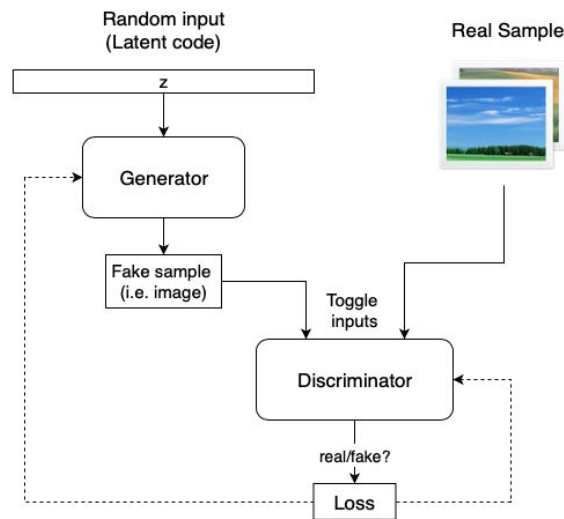 Random input
(Latent code)
Real Sample
z
Generator
Fake sample
(i.e. image)
Toggle
inputs
Discriminator
real/fake?
Loss